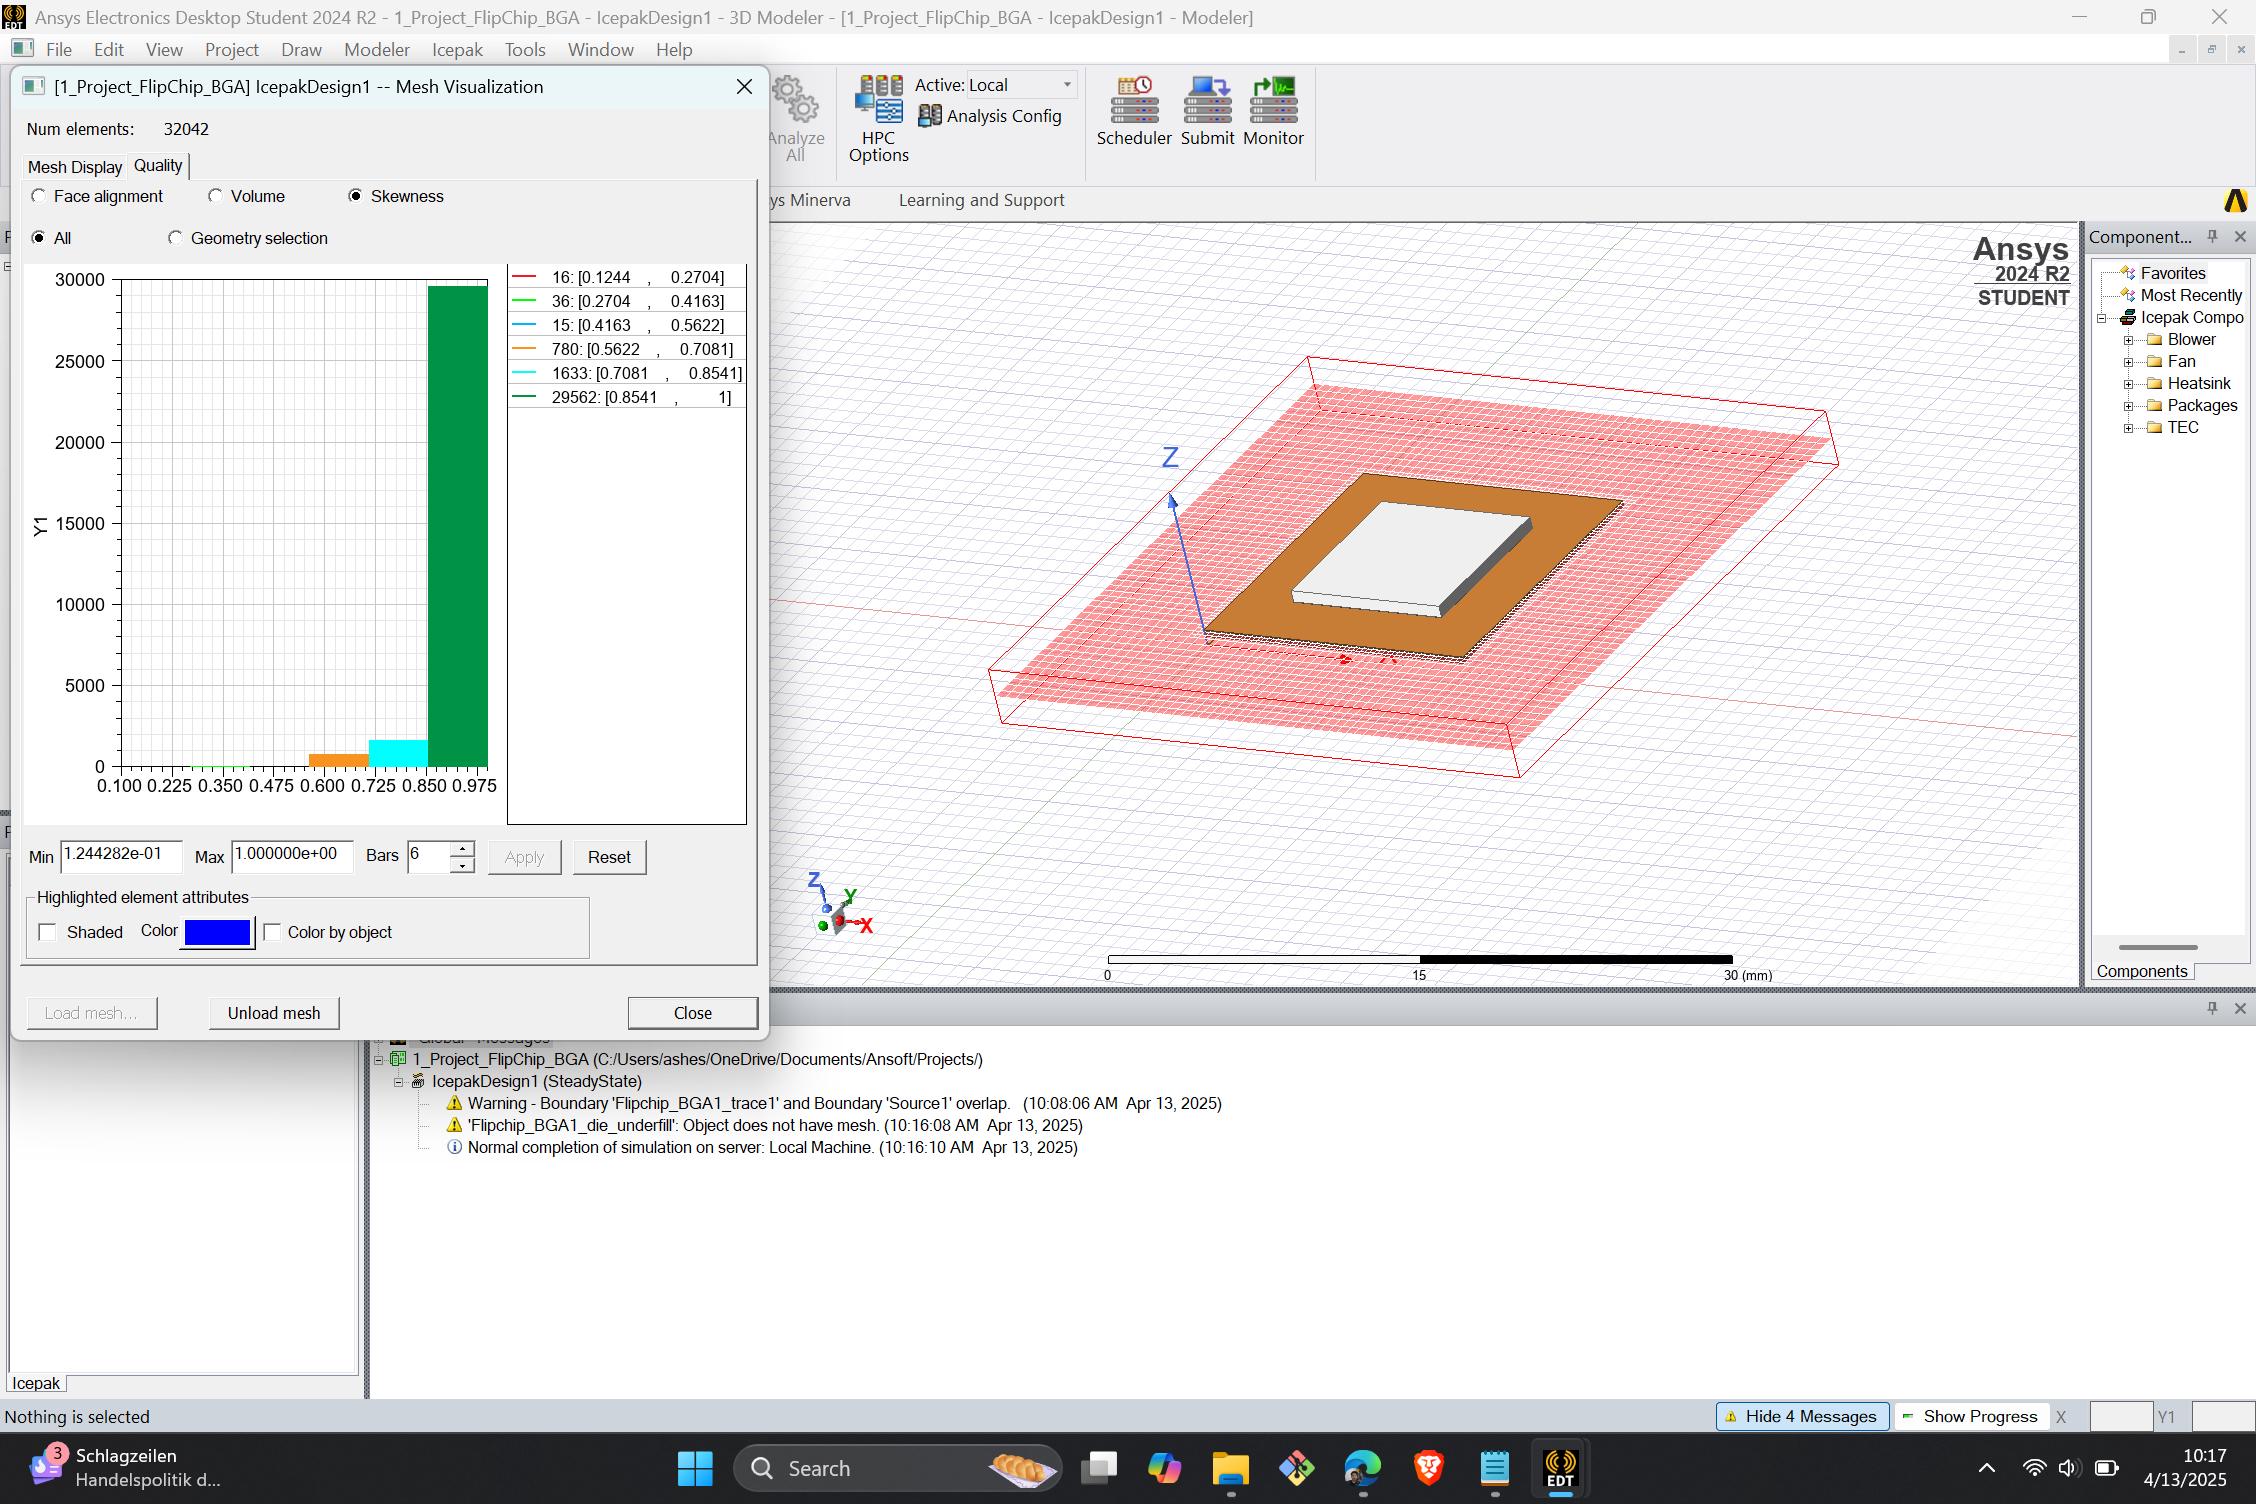 Ansys Electronics Desktop Student 2024 R2 - 1_Project_FlipChip_BGA - IcepakDesign1 - 3D Modeler - [1_Project_FlipChip_BGA - IcepakDesign1 - Modeler]
File Edit View Project Draw Modeler Icepak Tools Window Help
[1_Project_FlipChip_BGA] IcepakDesign1 -- Mesh Visualization
Num elements: 32042
Mesh Display Quality
Face alignment Volume Skewness
All Geometry selection
30000
25000
20000
15000
10000
5000
0
Y1
0.100 0.225 0.350 0.475 0.600 0.725 0.850 0.975
16: [0.1244 , 0.2704]
36: [0.2704 , 0.4163]
15: [0.4163 , 0.5622]
780: [0.5622 , 0.7081]
1633: [0.7081 , 0.8541]
29562: [0.8541 , 1]
Min 1.244282e-01 Max 1.000000e+00 Bars 6 Apply Reset
Highlighted element attributes
Shaded Color Color by object
Load mesh... Unload mesh Close
Analyze
All
HPC
Options
Active: Local
Analysis Config
Scheduler Submit Monitor
ys Minerva Learning and Support
Ansys
2024 R2
STUDENT
Z
Z
Y
X
0 15 30 (mm)
Component...
Favorites
Most Recently
Icepak Compo
Blower
Fan
Heatsink
Packages
TEC
Components
Global - Messages
1_Project_FlipChip_BGA (C:/Users/ashes/OneDrive/Documents/Ansoft/Projects/)
IcepakDesign1 (SteadyState)
Warning - Boundary 'Flipchip_BGA1_trace1' and Boundary 'Source1' overlap. (10:08:06 AM Apr 13, 2025)
'Flipchip_BGA1_die_underfill': Object does not have mesh. (10:16:08 AM Apr 13, 2025)
Normal completion of simulation on server: Local Machine. (10:16:10 AM Apr 13, 2025)
Icepak
Nothing is selected
Hide 4 Messages Show Progress X Y1
3
Schlagzeilen
Handelspolitik d...
Search
EDT
10:17
4/13/2025